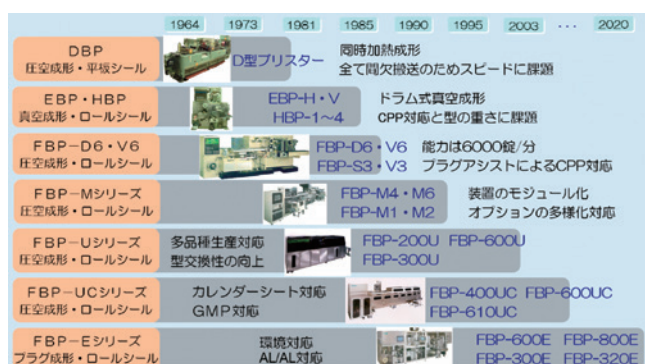 1964 1973 1981 1985 1990 1995 2003 ··· 2020
DBP
圧空成形・平板シール
D型ブリスター
同時加熱成形
全て間欠搬送のためスピードに課題
EBP・HBP
真空成形・ロールシール
EBP-H・V
HBP-1〜4
ドラム式真空成形
CPP対応と型の重さに課題
FBP-D6・V6
圧空成形・ロールシール
FBP-D6・V6
FBP-S3・V3
能力は6000錠/分
プラグアシストによるCPP対応
FBP-Mシリーズ
圧空成形・ロールシール
FBP-M4・M6
FBP-M1・M2
装置のモジュール化
オプションの多様化対応
FBP-Uシリーズ
圧空成形・ロールシール
多品種生産対応
型交換性の向上
FBP-200U FBP-600U
FBP-300U
FBP-UCシリーズ
圧空成形・ロールシール
カレンダーシート対応
GMP対応
FBP-400UC FBP-600UC
FBP-610UC
FBP-Eシリーズ
プラグ成形・ロールシール
環境対応
AL/AL対応
FBP-600E FBP-800E
FBP-300E FBP-320E